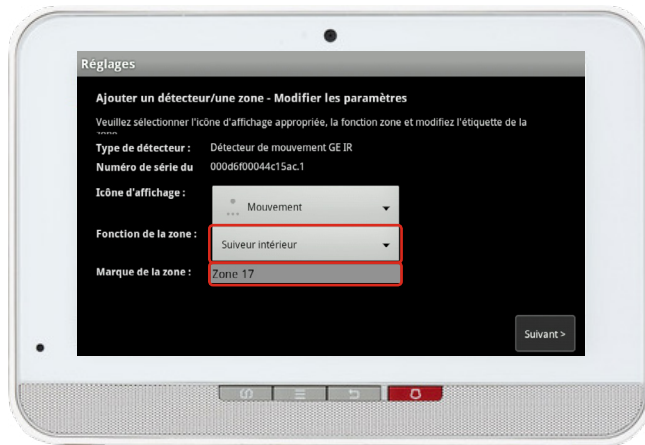 Réglages
Ajouter un détecteur/une zone - Modifier les paramètres
Veuillez sélectionner l'icône d'affichage appropriée, la fonction zone et modifiez l'étiquette de la
Type de détecteur : Détecteur de mouvement GE IR
Numéro de série du 000d6f00044c15ac.1
Icône d'affichage :
Mouvement
Fonction de la zone :
Suiveur intérieur
Marque de la zone : Zone 17
Suivant >